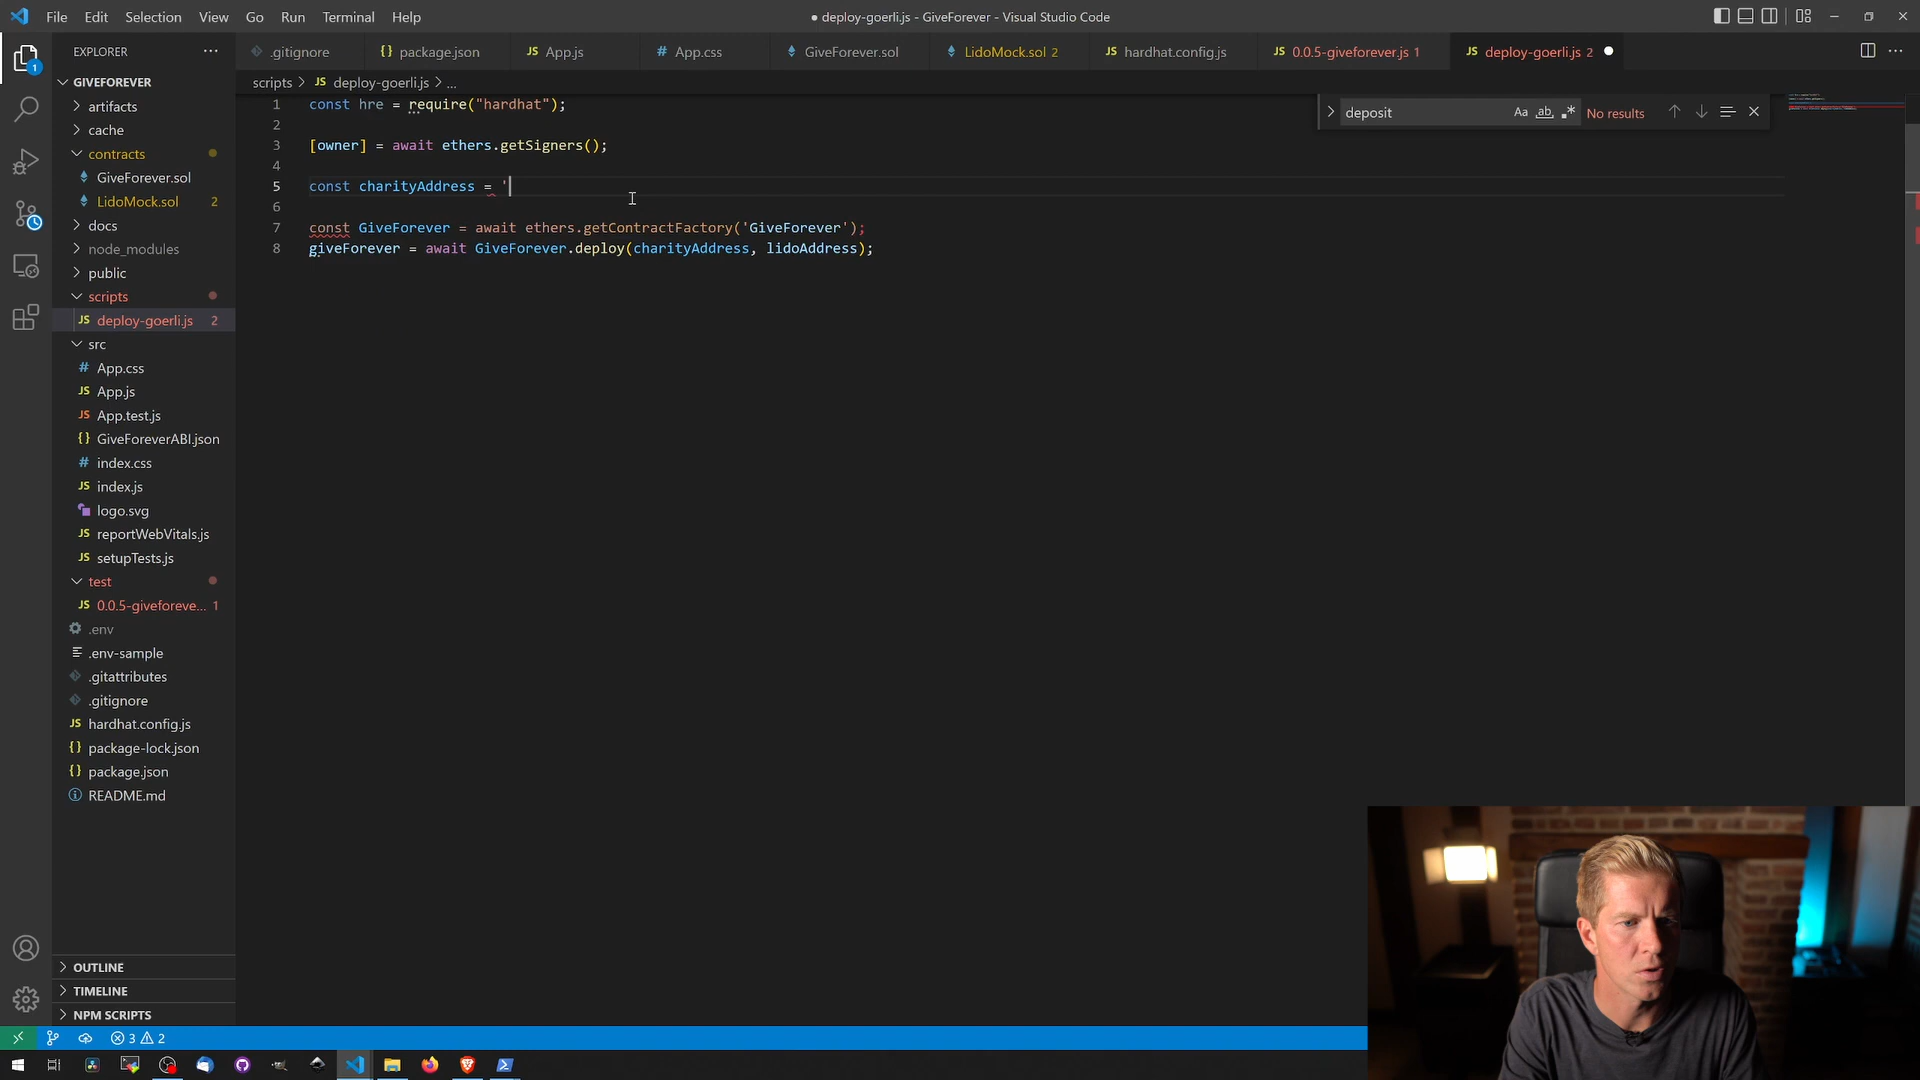 File Edit Selection View Go Run Terminal Help
● deploy-goerli.js - GiveForever - Visual Studio Code
EXPLORER
.gitignore
package.json
App.js
App.css
GiveForever.sol
LidoMock.sol 2
hardhat.config.js
0.0.5-giveforever.js 1
deploy-goerli.js 2
scripts > JS deploy-goerli.js > ...
deposit
Aa ab .* No results
GIVEFOREVER
artifacts
cache
contracts
GiveForever.sol
LidoMock.sol 2
docs
node_modules
public
scripts
JS deploy-goerli.js 2
src
# App.css
JS App.js
JS App.test.js
{} GiveForeverABI.json
# index.css
JS index.js
logo.svg
JS reportWebVitals.js
JS setupTests.js
test
JS 0.0.5-giveforeve... 1
.env
.env-sample
.gitattributes
.gitignore
JS hardhat.config.js
{} package-lock.json
{} package.json
README.md
OUTLINE
TIMELINE
NPM SCRIPTS
1 const hre = require("hardhat");
2
3 [owner] = await ethers.getSigners();
4
5 const charityAddress = '
6
7 const GiveForever = await ethers.getContractFactory('GiveForever');
8 giveForever = await GiveForever.deploy(charityAddress, lidoAddress);
1
3 2